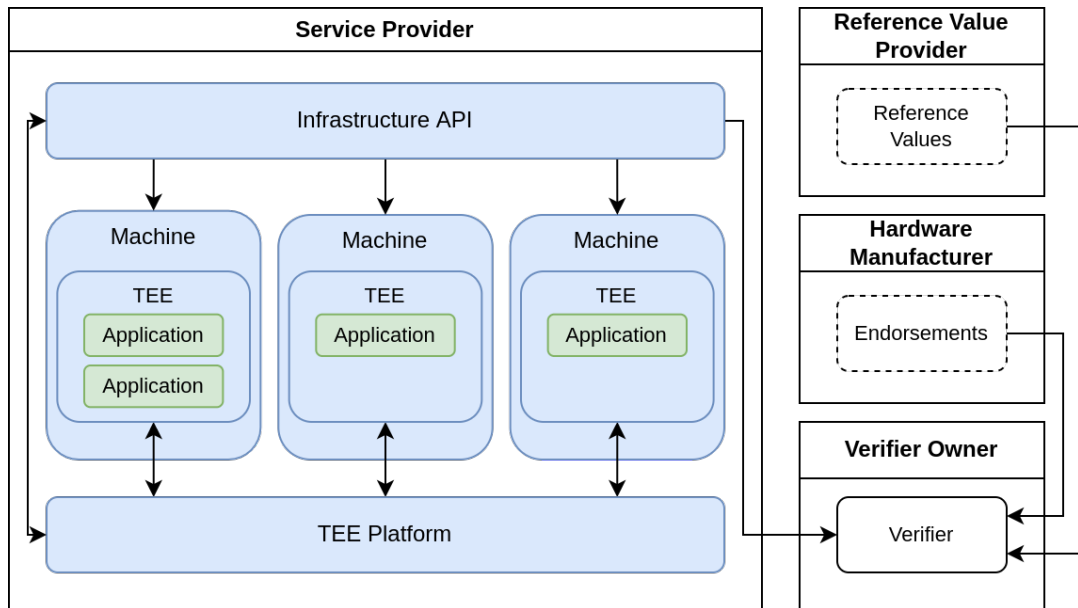 Service Provider
Infrastructure API
Machine
TEE
Application
Application
Machine
TEE
Application
Machine
TEE
Application
TEE Platform
Reference Value
Provider
Reference
Values
Hardware
Manufacturer
Endorsements
Verifier Owner
Verifier